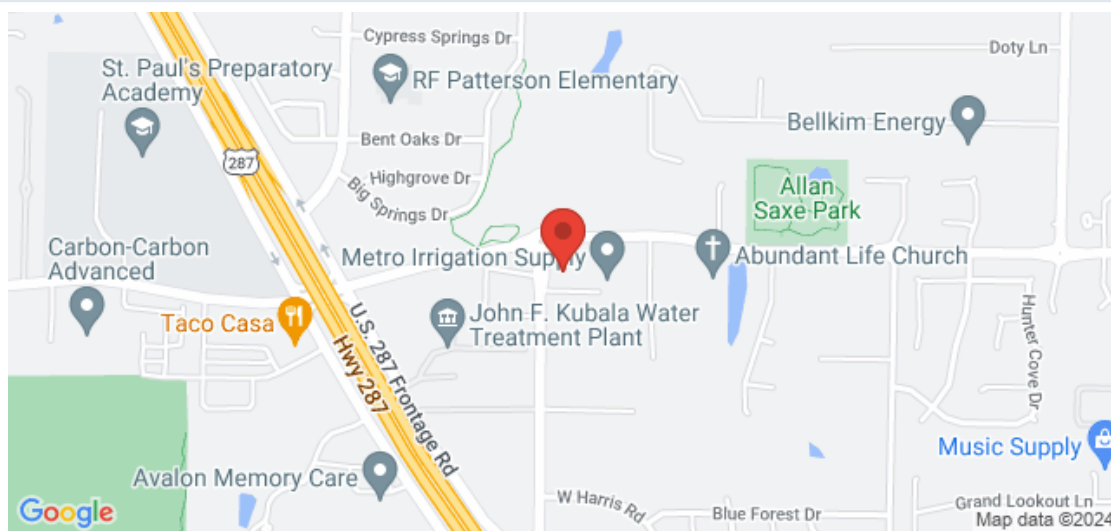 Cypress Springs Dr
Doty Ln
St. Paul's Preparatory
Academy
RF Patterson Elementary
Bellkim Energy
Bent Oaks Dr
287
Highgrove Dr
Big Springs Dr
Allan
Saxe Park
Carbon-Carbon
Advanced
Metro Irrigation Supply
Abundant Life Church
Taco Casa
John F. Kubala Water
Treatment Plant
U.S. 287 Frontage Rd
Hwy 287
Hunter Cove Dr
Music Supply
Avalon Memory Care
W Harris Rd
Blue Forest Dr
Grand Lookout Ln
Google
Map data ©2024